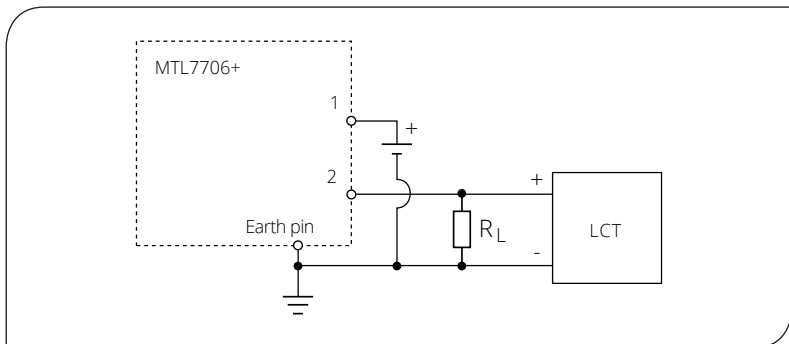 MTL7706+
1
+
2
+
Earth pin
RL
LCT
-